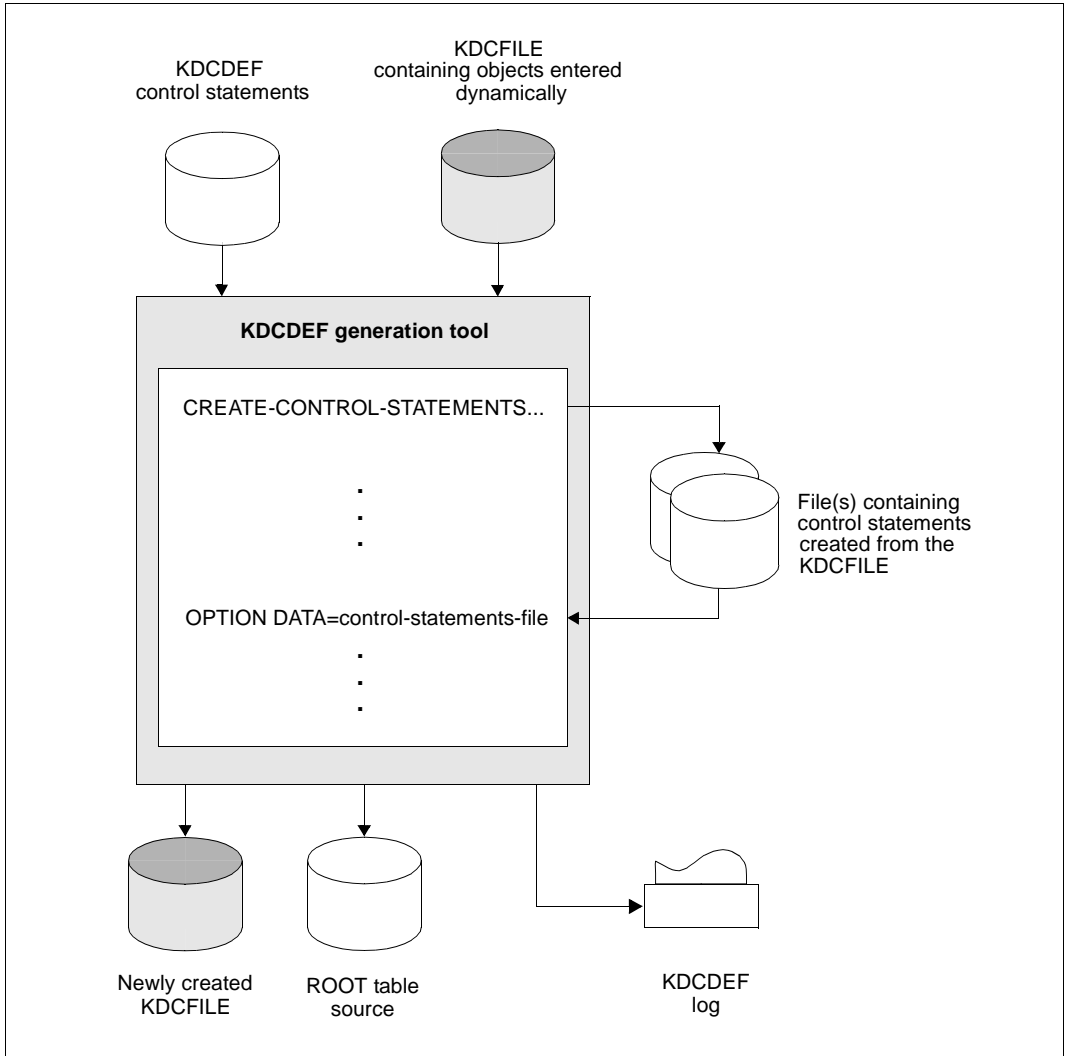 KDCDEF
control statements
KDCFILE
containing objects entered
dynamically
KDCDEF generation tool
CREATE-CONTROL-STATEMENTS...
.
.
.
File(s) containing
control statements
created from the
KDCFILE
OPTION DATA=control-statements-file
.
.
.
Newly created
KDCFILE
ROOT table
source
KDCDEF
log